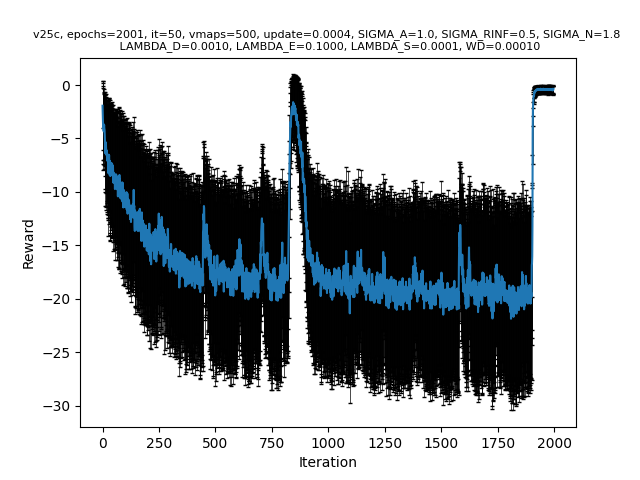 v25c, epochs=2001, it=50, vmaps=500, update=0.0004, SIGMA_A=1.0, SIGMA_RINF=0.5, SIGMA_N=1.8
LAMBDA_D=0.0010, LAMBDA_E=0.1000, LAMBDA_S=0.0001, WD=0.00010
0
−5
−10
−15
−20
−25
−30
Reward
0 250 500 750 1000 1250 1500 1750 2000
Iteration